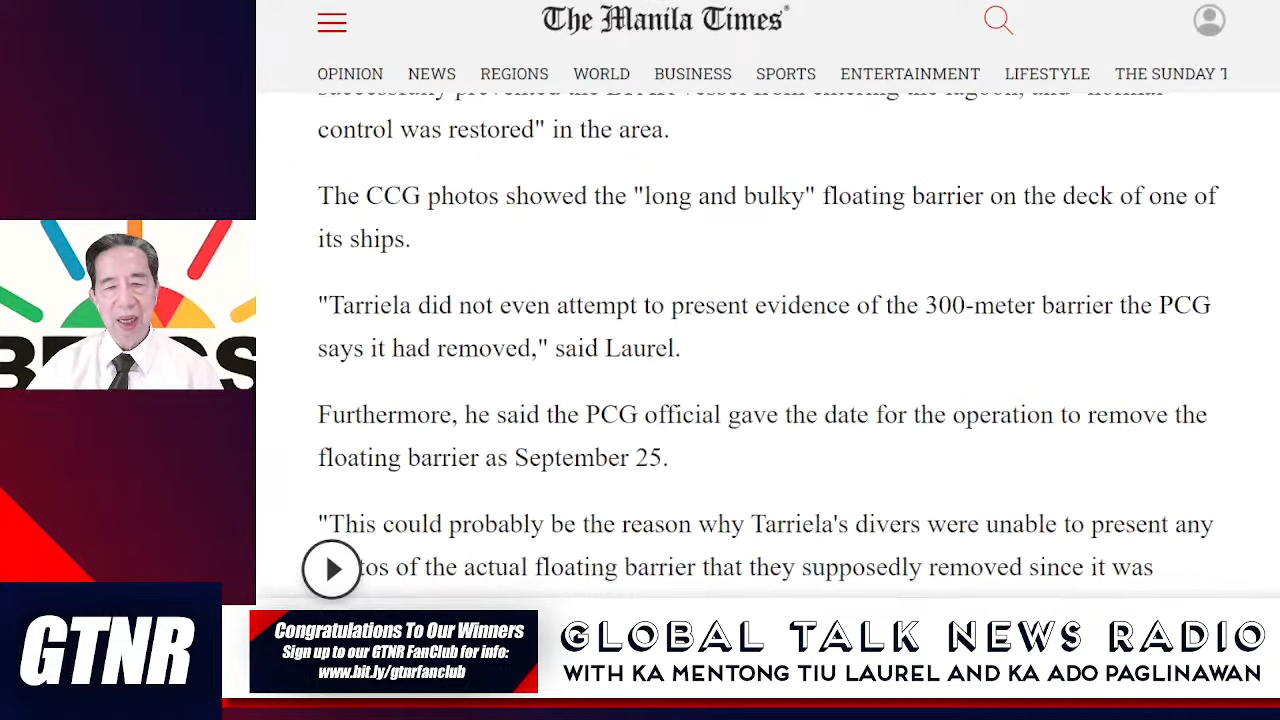 The Manila Times
OPINION NEWS REGIONS WORLD BUSINESS SPORTS ENTERTAINMENT LIFESTYLE THE SUNDAY T
control was restored" in the area.
The CCG photos showed the "long and bulky" floating barrier on the deck of one of
its ships.
"Tarriela did not even attempt to present evidence of the 300-meter barrier the PCG
says it had removed," said Laurel.
Furthermore, he said the PCG official gave the date for the operation to remove the
floating barrier as September 25.
"This could probably be the reason why Tarriela's divers were unable to present any
of the actual floating barrier that they supposedly removed since it was
GTNR
Congratulations To Our Winners
Sign up to our GTNR FanClub for info:
www.bit.ly/gtnrfanclub
GLOBAL TALK NEWS RADIO
WITH KA MENTONG TIU LAUREL AND KA ADO PAGLINAWAN